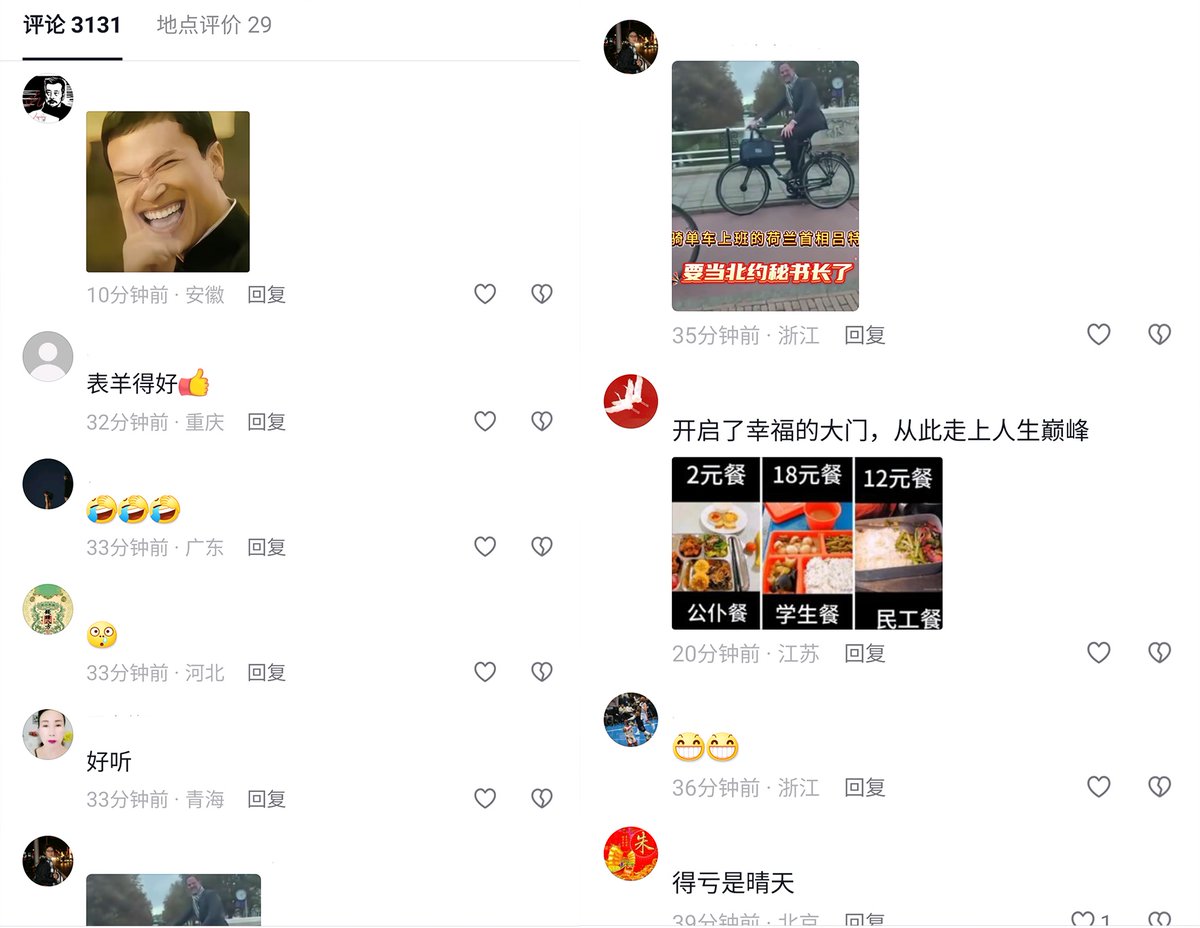 评论 3131
地点评价 29
10分钟前 · 安徽 回复
表羊得好👍
32分钟前 · 重庆 回复
🤣🤣🤣
33分钟前 · 广东 回复
33分钟前 · 河北 回复
好听
33分钟前 · 青海 回复
骑单车上班的荷兰首相吕特
要当北约秘书长了
35分钟前 · 浙江 回复
开启了幸福的大门，从此走上人生巅峰
2元餐 18元餐 12元餐
公仆餐 学生餐 民工餐
20分钟前 · 江苏 回复
36分钟前 · 浙江 回复
朱
得亏是晴天
39分钟前 · 北京 回复 1